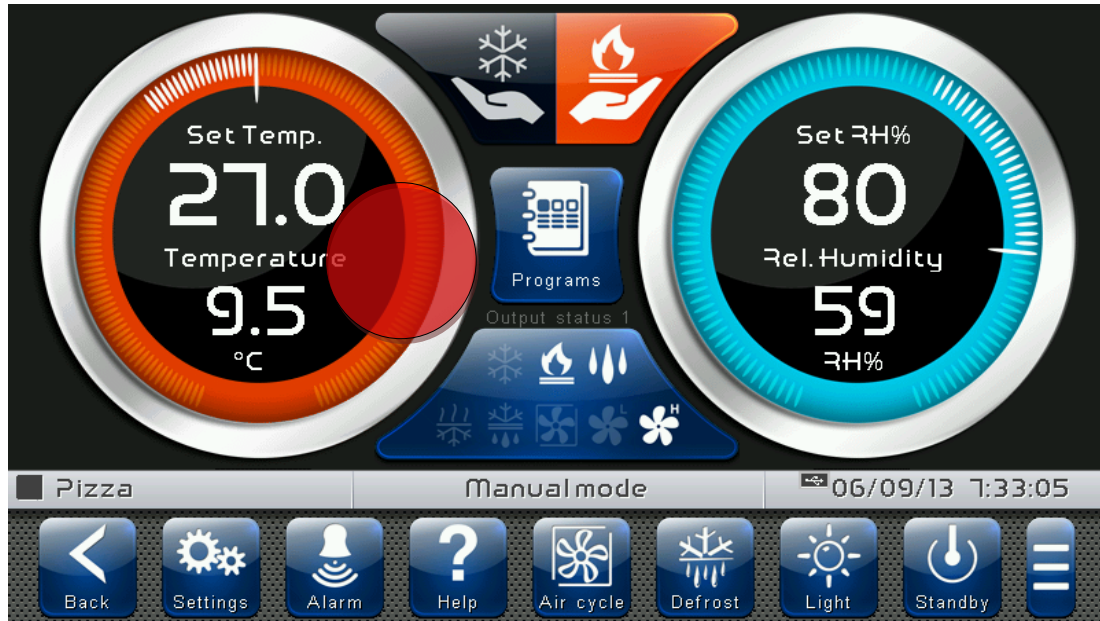 Set Temp.
27.0
Temperature
9.5
°C
Programs
Output status 1
L
H
Set RH%
80
Rel. Humidity
59
RH%
Pizza
Manual mode
06/09/13 7:33:05
Back
Settings
Alarm
?
Help
Air cycle
Defrost
Light
Standby